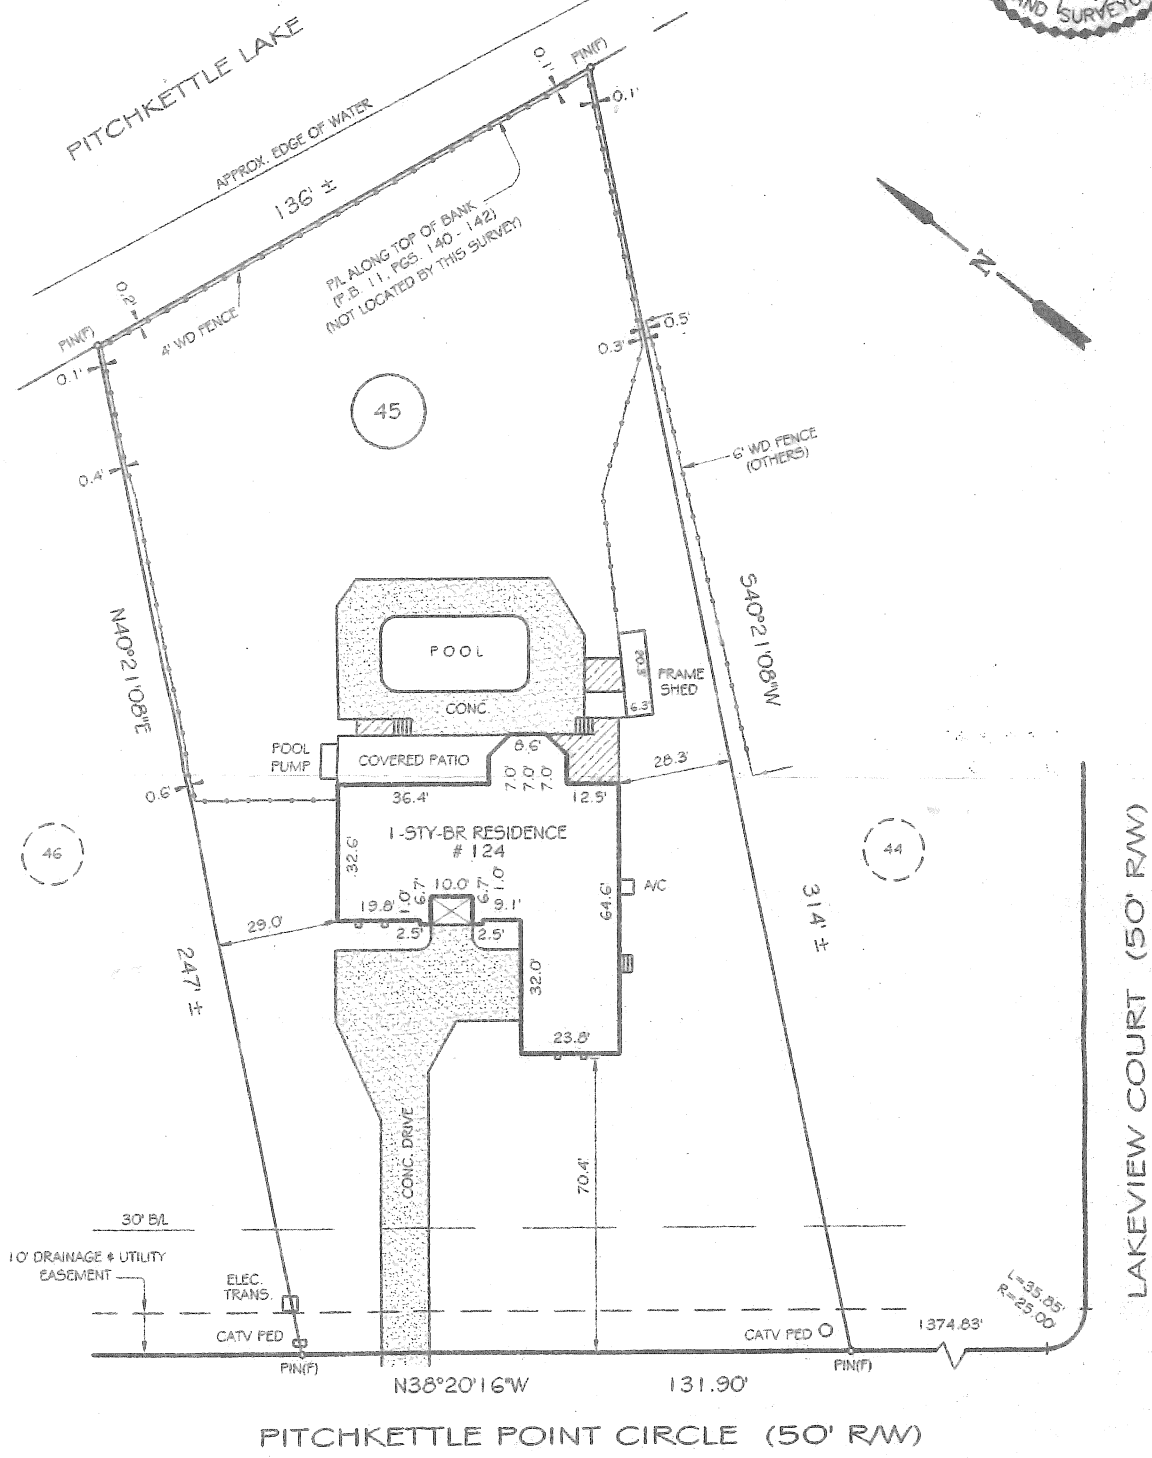 AND SURVEYO
PITCHKETTLE LAKE
APPROX. EDGE OF WATER
136' ±
0.1'
PIN(F)
0.1'
P/L ALONG TOP OF BANK
(P.B. 11, PGS. 140 - 142)
(NOT LOCATED BY THIS SURVEY)
0.2'
PIN(F)
4' WD FENCE
0.1'
N
0.5'
0.3'
45
0.4'
6' WD FENCE
(OTHERS)
N40°21'08"E
S40°21'08"W
POOL
CONC.
20.3'
6.3'
FRAME
SHED
POOL
PUMP
COVERED PATIO
8.6'
7.0'
7.0'
7.0'
28.3'
0.6'
36.4'
12.5'
1-STY-BR RESIDENCE
# 124
32.6'
46
44
A/C
10.0'
19.8'
1.0'
6.7'
6.7'
1.0'
9.1'
64.6'
2.5'
2.5'
29.0'
247' ±
314' ±
32.0'
23.8'
CONC. DRIVE
70.4'
30' B/L
10' DRAINAGE & UTILITY
EASEMENT
ELEC.
TRANS.
CATV PED
PIN(F)
CATV PED
PIN(F)
1374.83'
L=35.85'
R=25.00'
N38°20'16"W
131.90'
LAKEVIEW COURT (50' R/W)
PITCHKETTLE POINT CIRCLE (50' R/W)